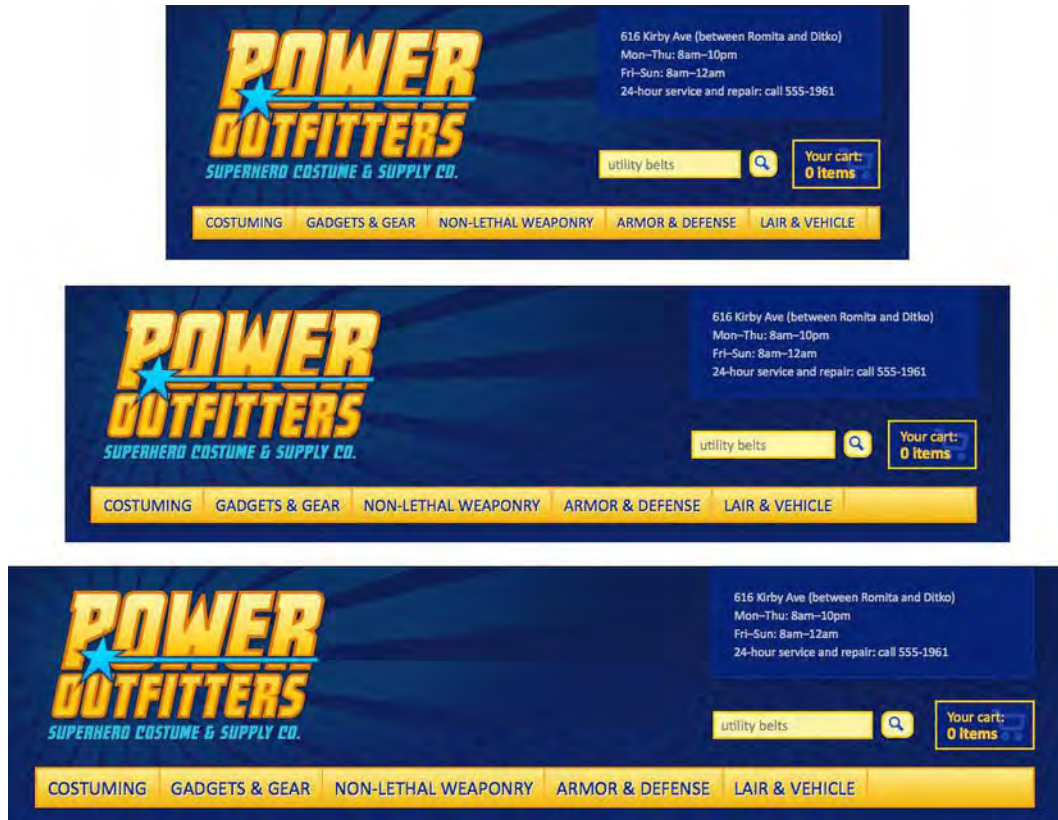 POWER
OUTFITTERS
SUPERHERO COSTUME & SUPPLY CO.
616 Kirby Ave (between Romita and Ditko)
Mon–Thu: 8am–10pm
Fri–Sun: 8am–12am
24-hour service and repair: call 555-1961
utility belts
Your cart:
0 items
COSTUMING GADGETS & GEAR NON-LETHAL WEAPONRY ARMOR & DEFENSE LAIR & VEHICLE
POWER
OUTFITTERS
SUPERHERO COSTUME & SUPPLY CO.
616 Kirby Ave (between Romita and Ditko)
Mon–Thu: 8am–10pm
Fri–Sun: 8am–12am
24-hour service and repair: call 555-1961
utility belts
Your cart:
0 items
COSTUMING GADGETS & GEAR NON-LETHAL WEAPONRY ARMOR & DEFENSE LAIR & VEHICLE
POWER
OUTFITTERS
SUPERHERO COSTUME & SUPPLY CO.
616 Kirby Ave (between Romita and Ditko)
Mon–Thu: 8am–10pm
Fri–Sun: 8am–12am
24-hour service and repair: call 555-1961
utility belts
Your cart:
0 items
COSTUMING GADGETS & GEAR NON-LETHAL WEAPONRY ARMOR & DEFENSE LAIR & VEHICLE